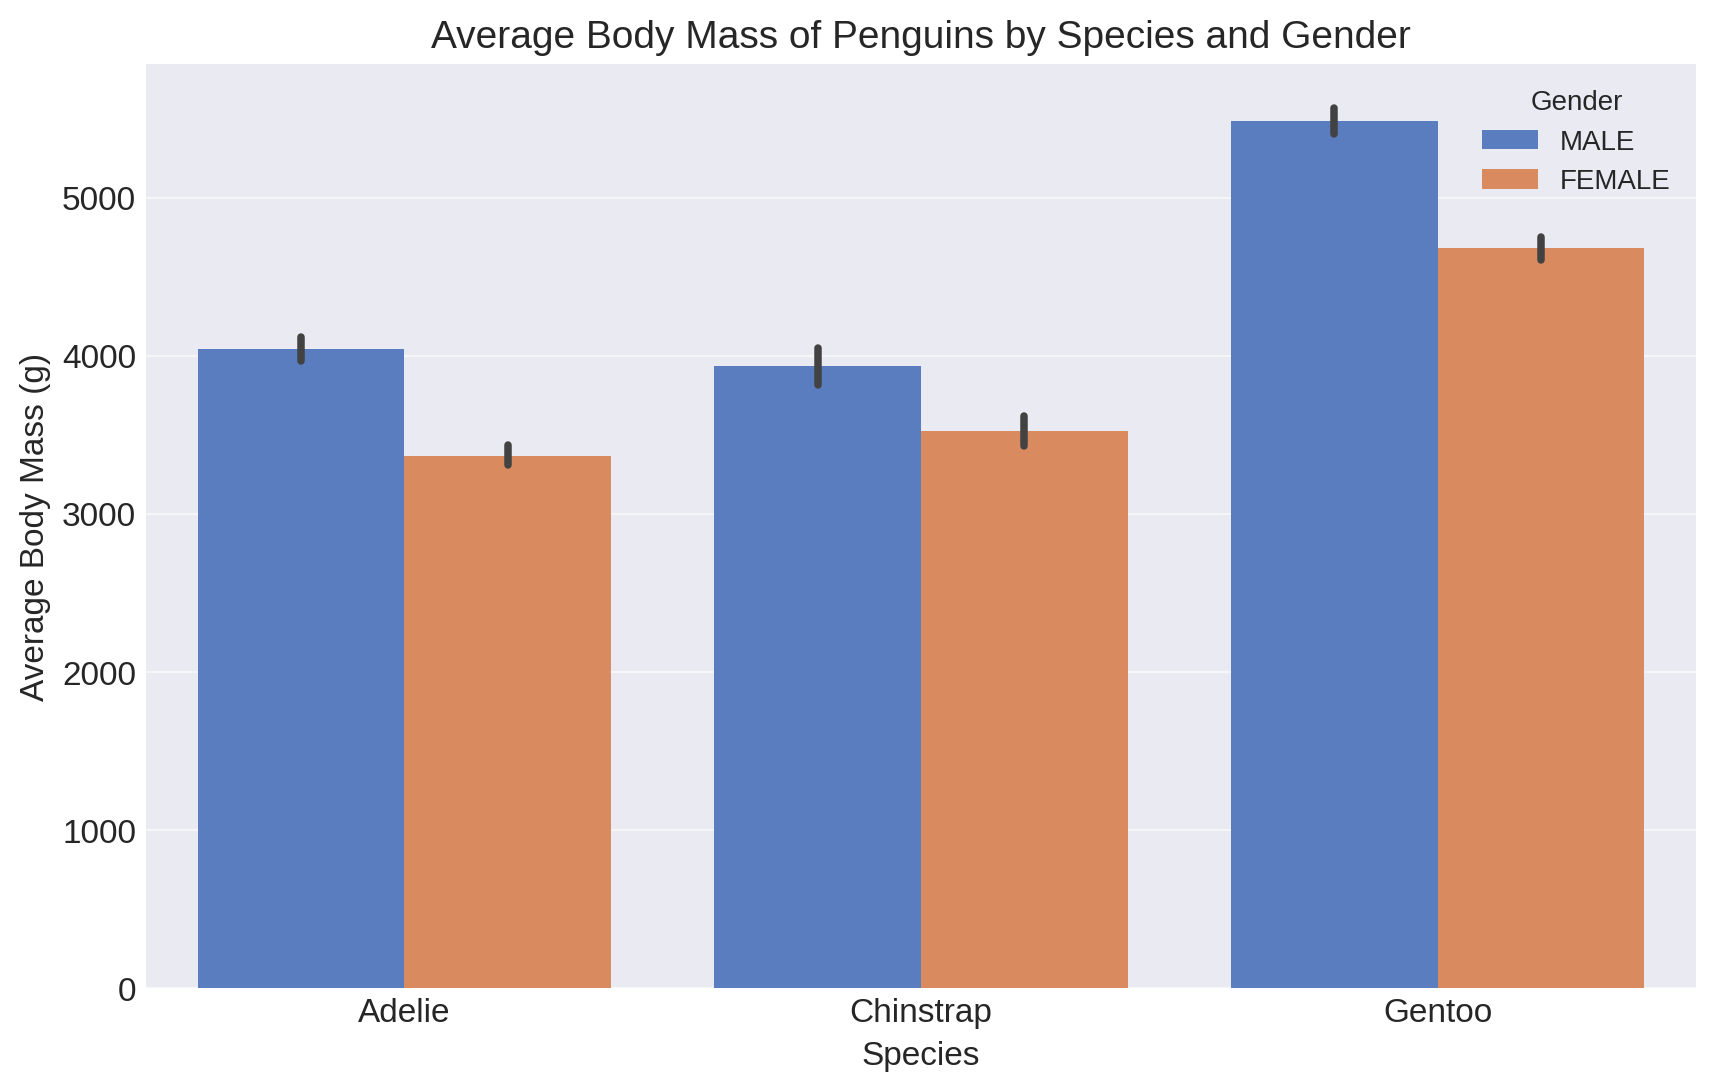 Average Body Mass of Penguins by Species and Gender
Gender
MALE
FEMALE
Average Body Mass (g)
5000
4000
3000
2000
1000
0
Adelie
Chinstrap
Gentoo
Species